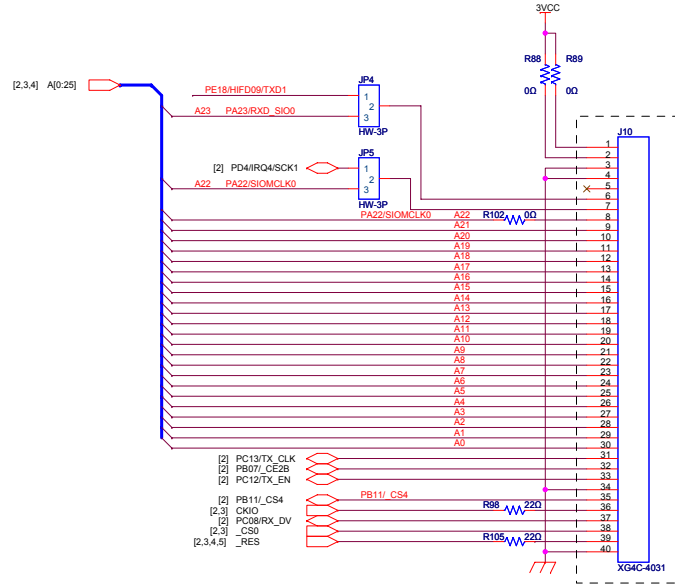 3VCC
R88 R89
0Ω 0Ω
[2,3,4] A[0:25]
JP4
PE18/HIFD09/TXD1 1
2
A23 PA23/RXD_SIO0 3
HW-3P
JP5
[2] PD4/IRQ4/SCK1 1
2
A22 PA22/SIOMCLK0 3
HW-3P
J10
1
2
3
4
5
6
7
PA22/SIOMCLK0 A22 R102 0Ω 8
A21 9
A20 10
A19 11
A18 12
A17 13
A16 14
A15 15
A14 16
A13 17
A12 18
A11 19
A10 20
A9 21
A8 22
A7 23
A6 24
A5 25
A4 26
A3 27
A2 28
A1 29
A0 30
[2] PC13/TX_CLK 31
[2] PB07/_CE2B 32
[2] PC12/TX_EN 33
34
[2] PB11/_CS4 PB11/_CS4 35
[2,3] CKIO R98 22Ω 36
[2] PC08/RX_DV 37
[2,3] _CS0 38
[2,3,4,5] _RES R105 22Ω 39
40
XG4C-4031